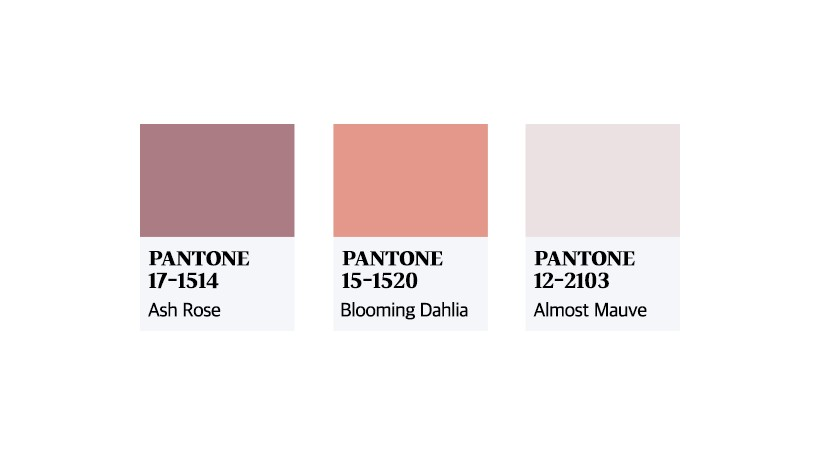 PANTONE
17-1514
Ash Rose
PANTONE
15-1520
Blooming Dahlia
PANTONE
12-2103
Almost Mauve